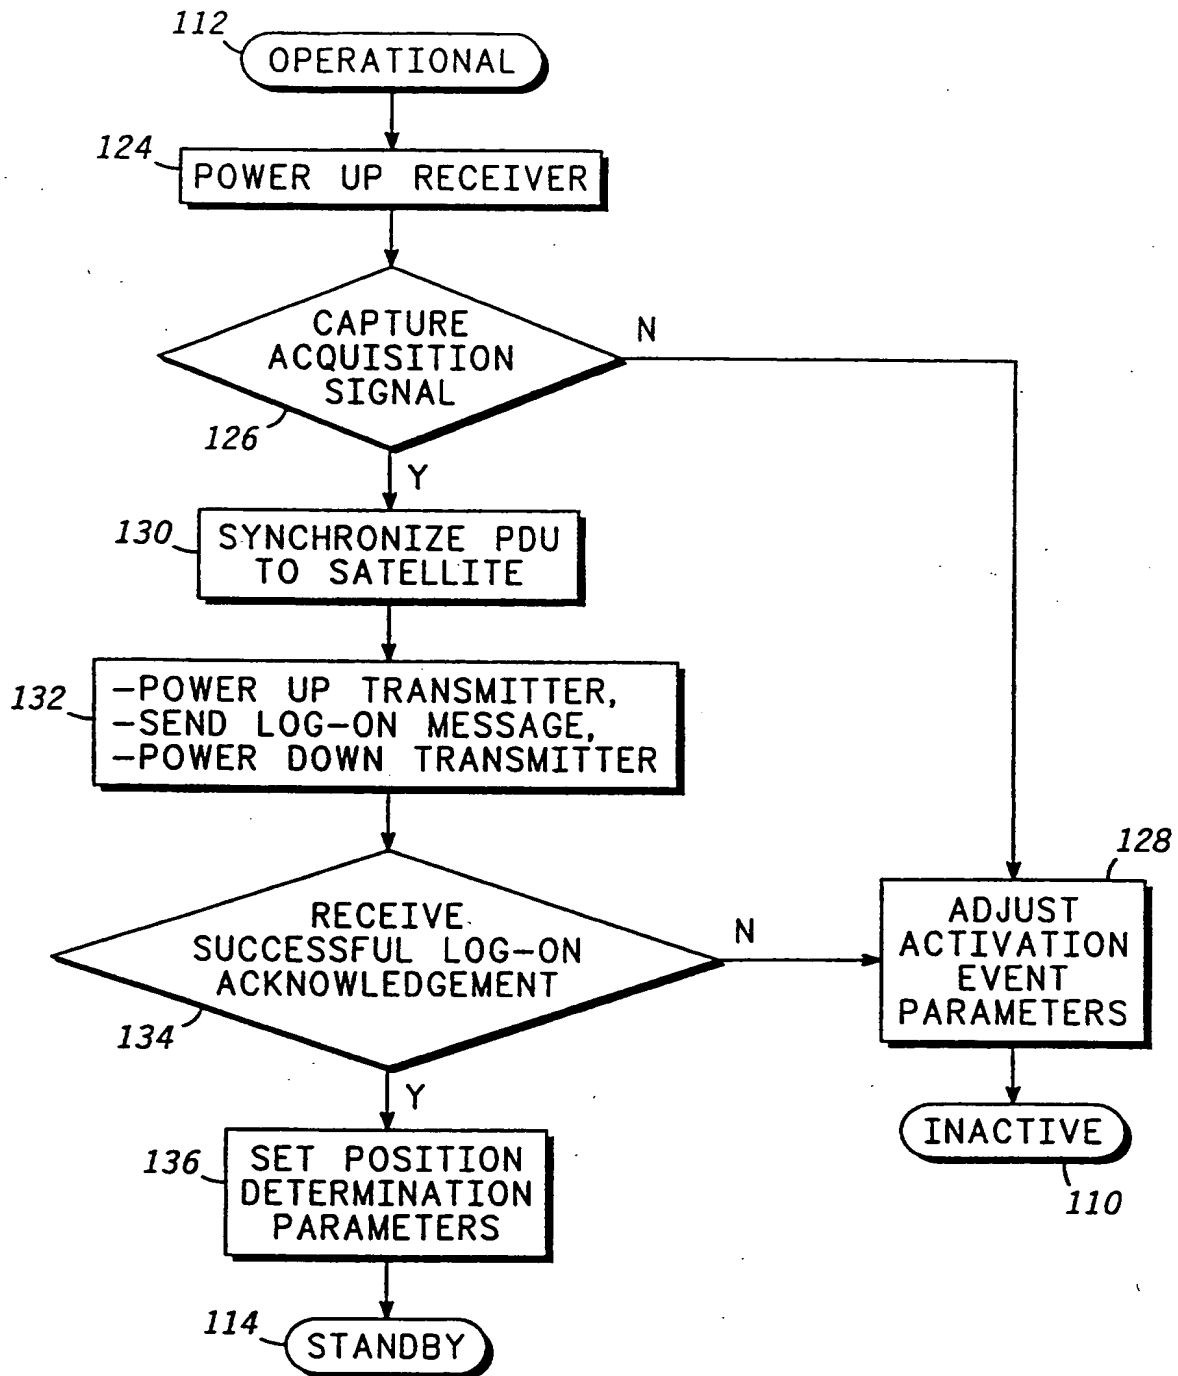 112
OPERATIONAL
124
POWER UP RECEIVER
CAPTURE
ACQUISITION
SIGNAL
N
126
Y
130
SYNCHRONIZE PDU
TO SATELLITE
132
-POWER UP TRANSMITTER,
-SEND LOG-ON MESSAGE,
-POWER DOWN TRANSMITTER
RECEIVE
SUCCESSFUL LOG-ON
ACKNOWLEDGEMENT
N
134
128
ADJUST
ACTIVATION
EVENT
PARAMETERS
Y
INACTIVE
110
136
SET POSITION
DETERMINATION
PARAMETERS
114
STANDBY